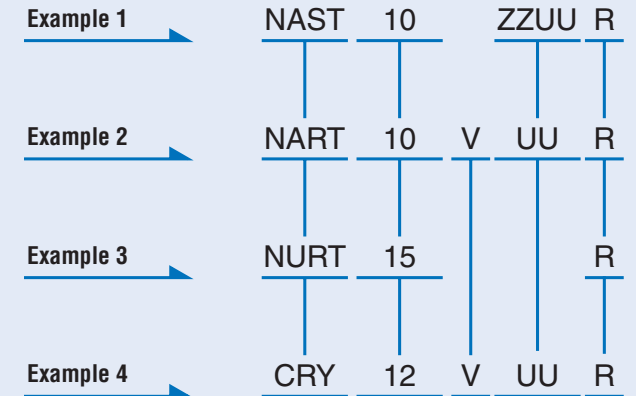 Example 1 NAST 10 ZZUU R
Example 2 NART 10 V UU R
Example 3 NURT 15 R
Example 4 CRY 12 V UU R